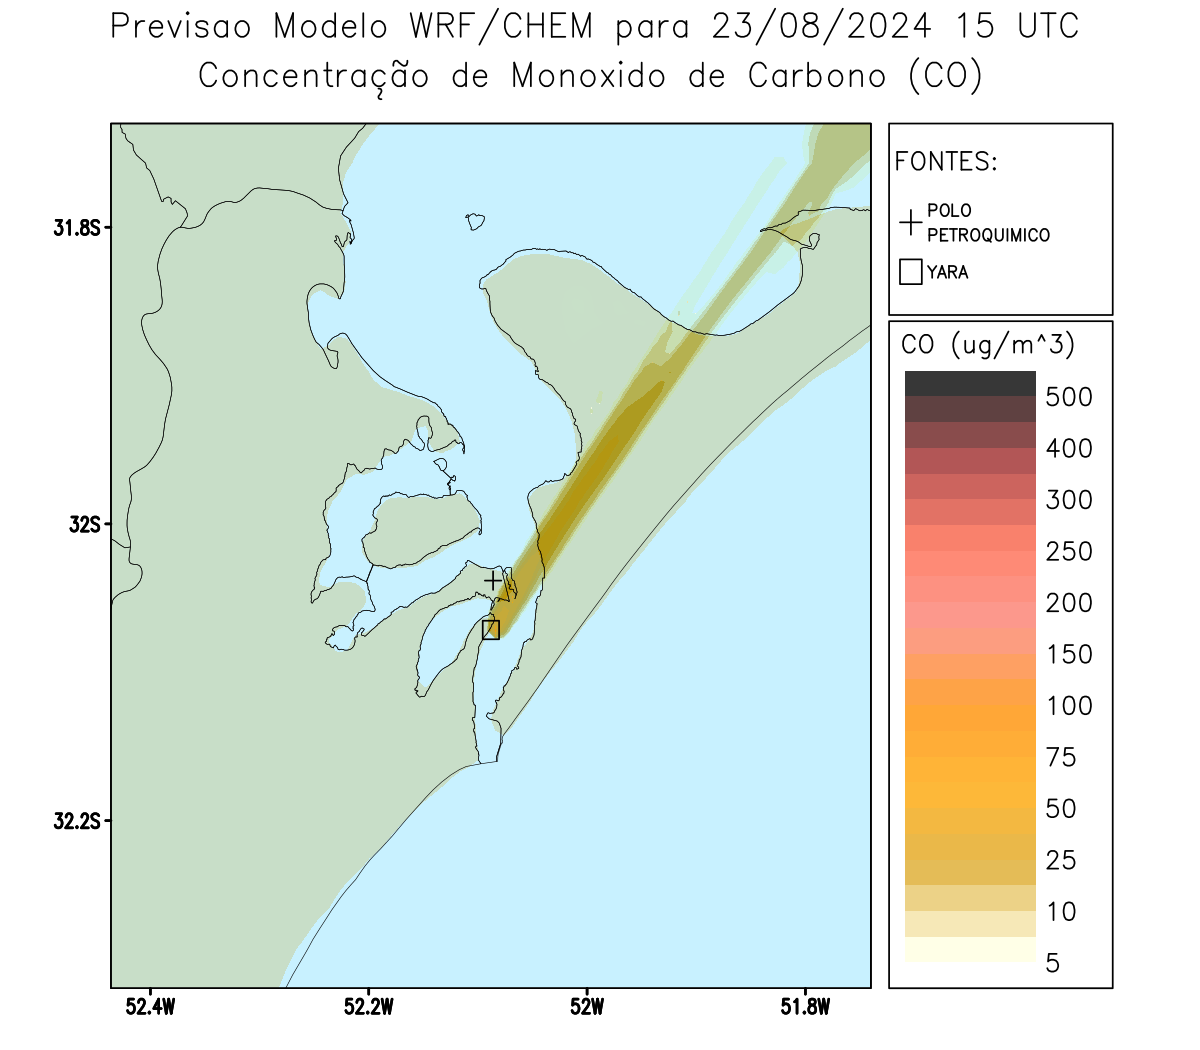 Previsao Modelo WRF/CHEM para 23/08/2024 15 UTC
Concentração de Monoxido de Carbono (CO)
FONTES:
POLO
PETROQUIMICO
YARA
31.8S
32S
32.2S
52.4W
52.2W
52W
51.8W
CO (ug/m^3)
500
400
300
250
200
150
100
75
50
25
10
5